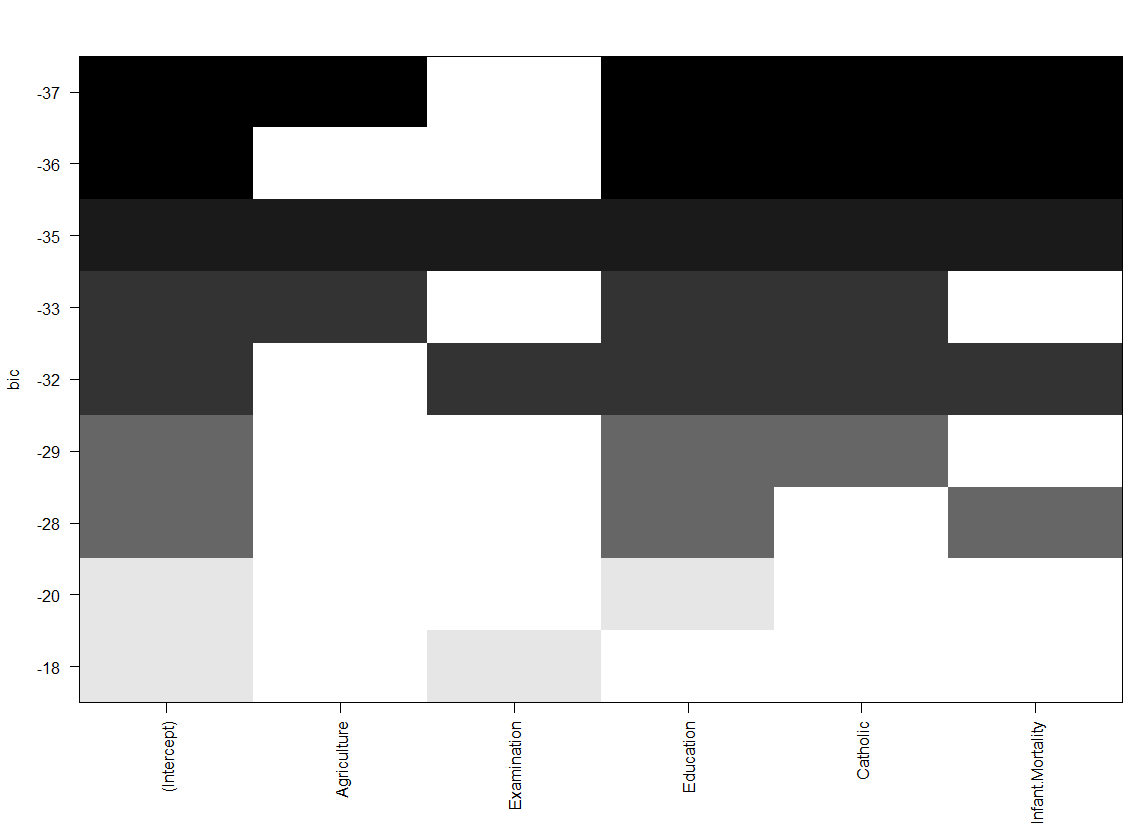 -37
-36
-35
-33
-32
-29
-28
-20
-18
bic
(Intercept)
Agriculture
Examination
Education
Catholic
Infant.Mortality